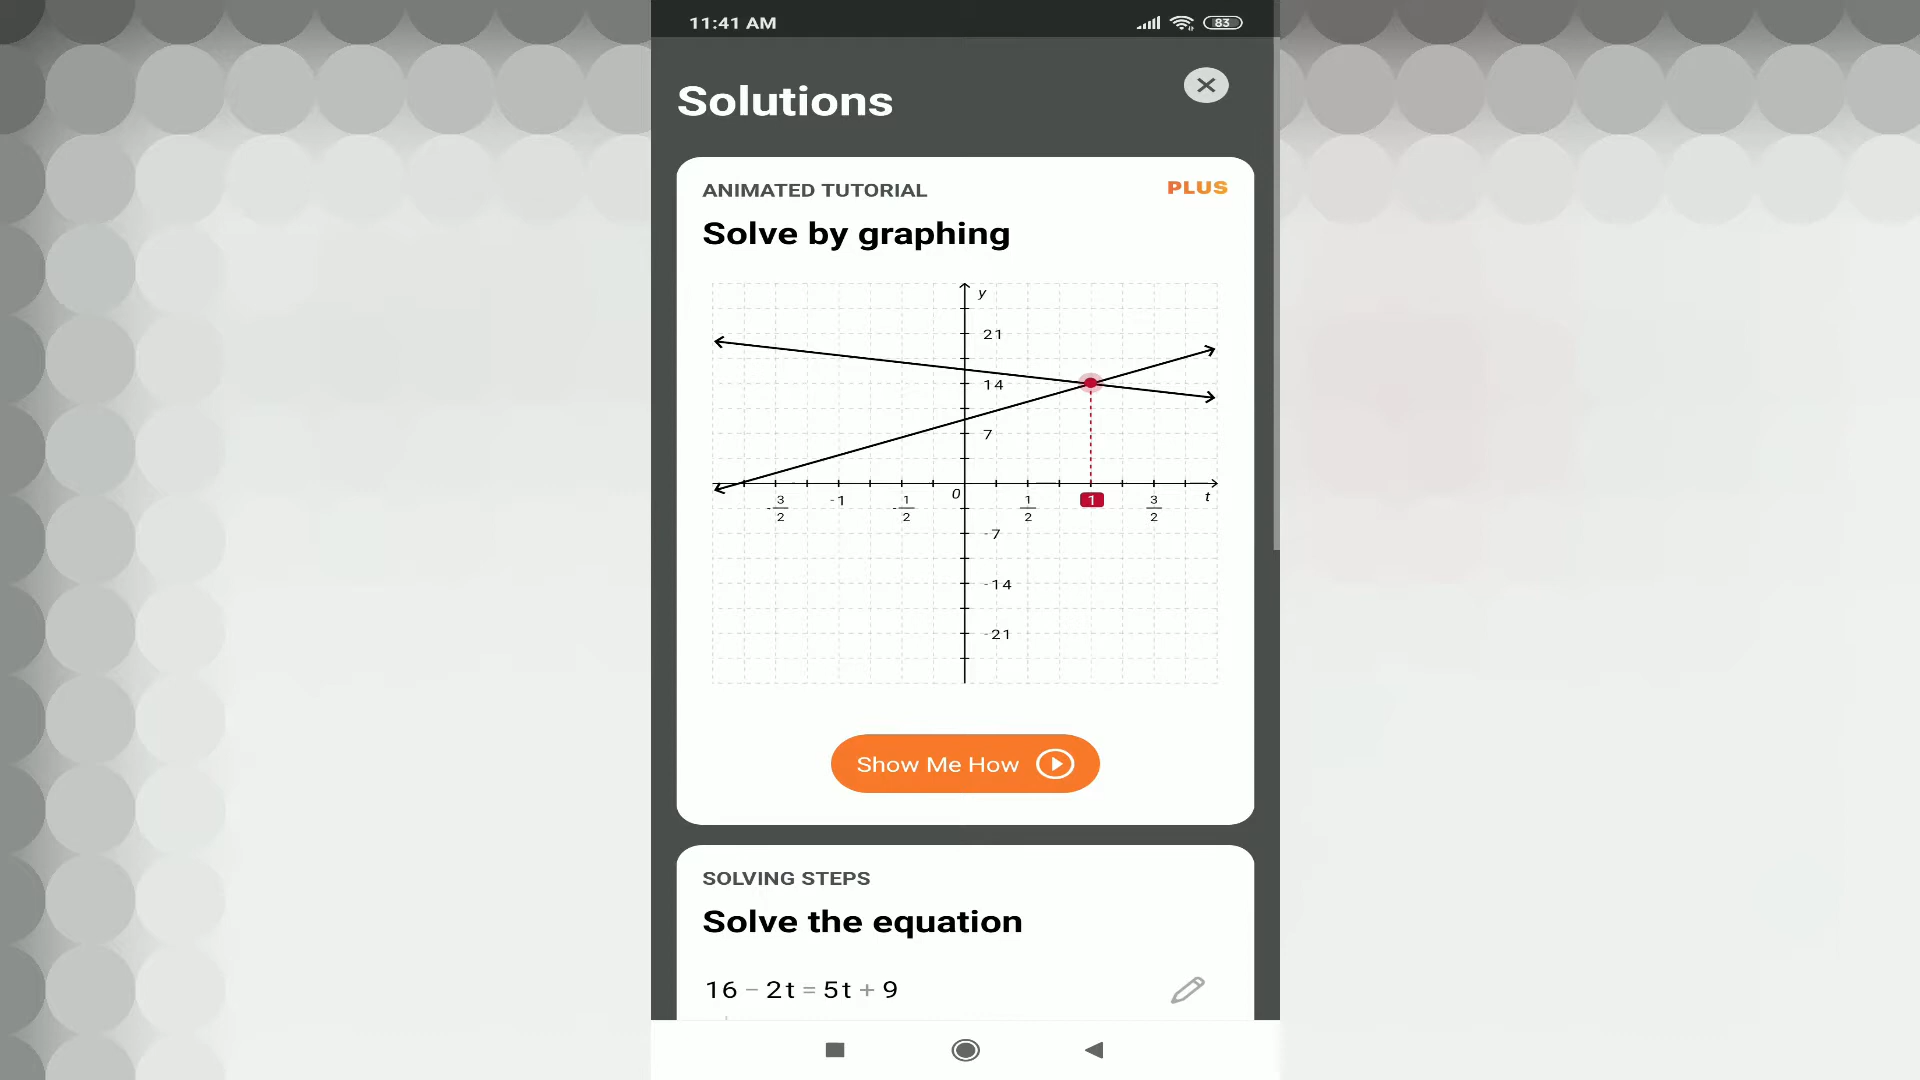 11:41 AM
83
Solutions
ANIMATED TUTORIAL
PLUS
Solve by graphing
y
21
14
7
0
t
-3/2
-1
-1/2
1/2
1
3/2
-7
-14
-21
Show Me How
SOLVING STEPS
Solve the equation
16 − 2t = 5t + 9